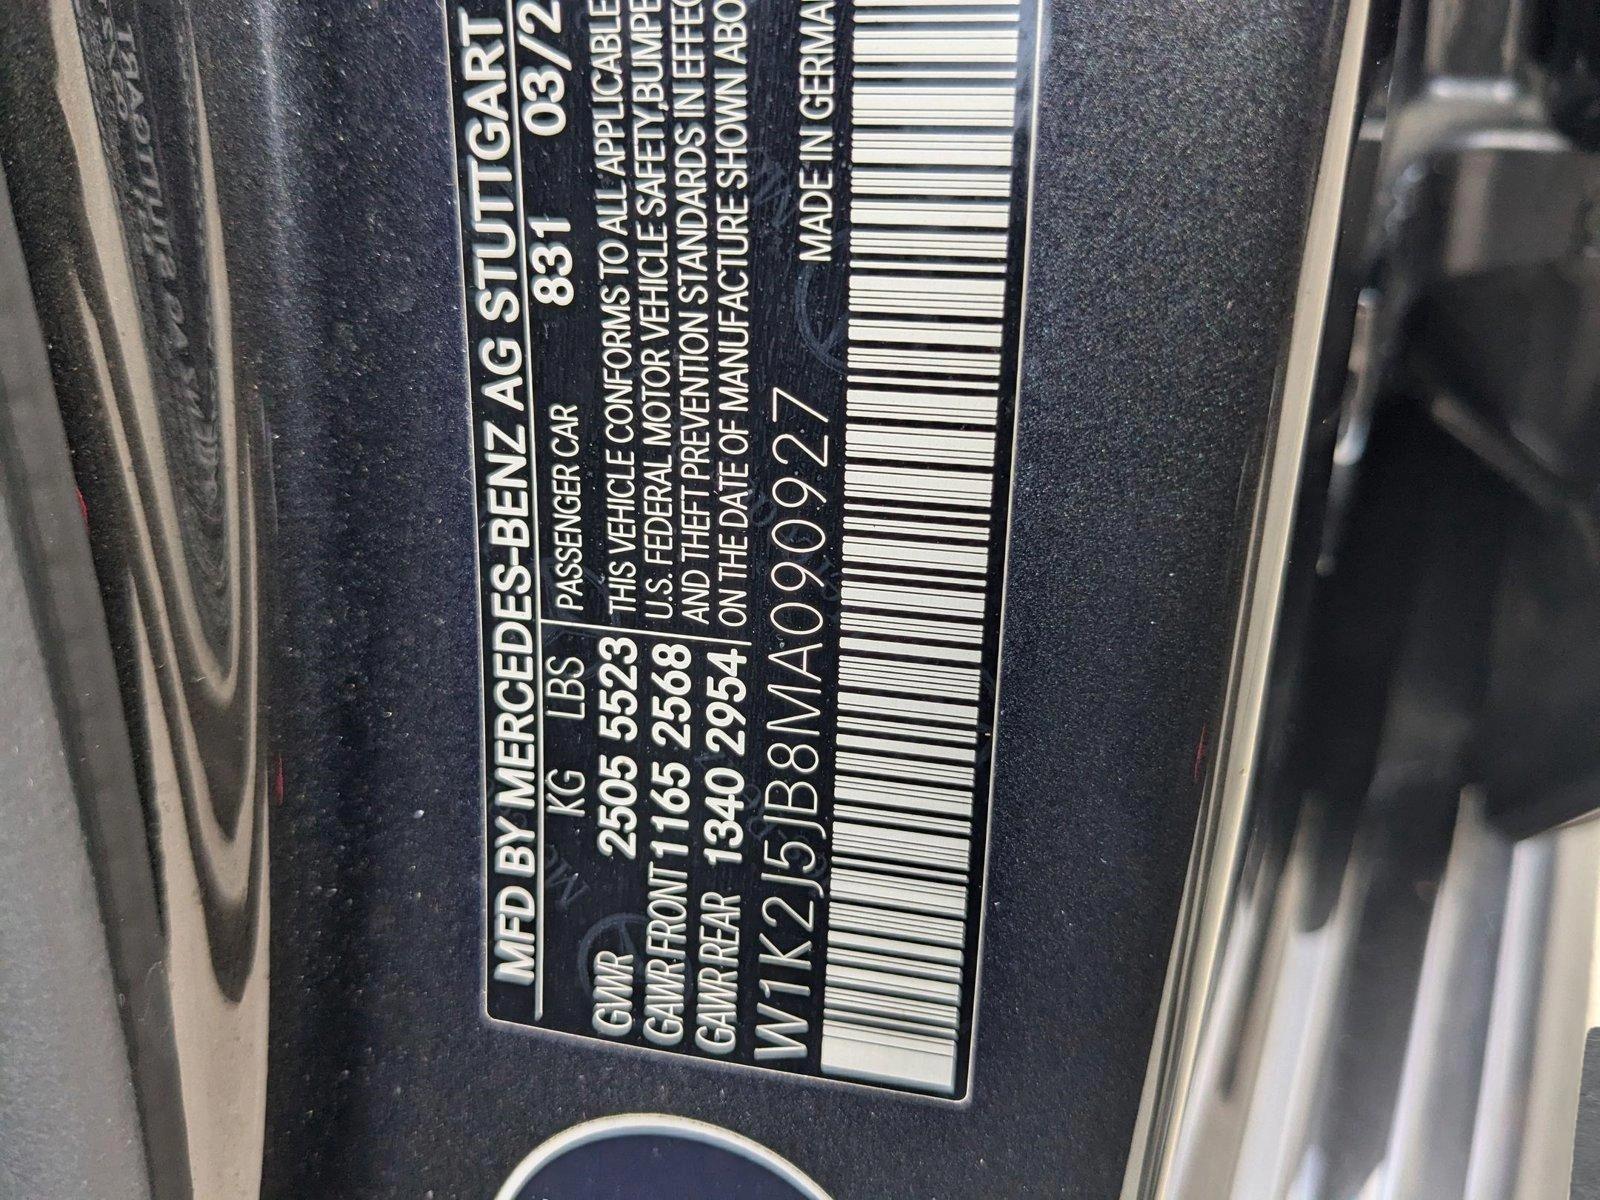 MFD BY MERCEDES-BENZ AG STUTTGART
KG LBS PASSENGER CAR 831 03/2
GVWR 2505 5523 THIS VEHICLE CONFORMS TO ALL APPLICABLE
GAWR FRONT 1165 2568 U.S. FEDERAL MOTOR VEHICLE SAFETY,BUMPE
GAWR REAR 1340 2954 AND THEFT PREVENTION STANDARDS IN EFFEC
ON THE DATE OF MANUFACTURE SHOWN ABO
W1K2J5JB8MA090927 MADE IN GERMA